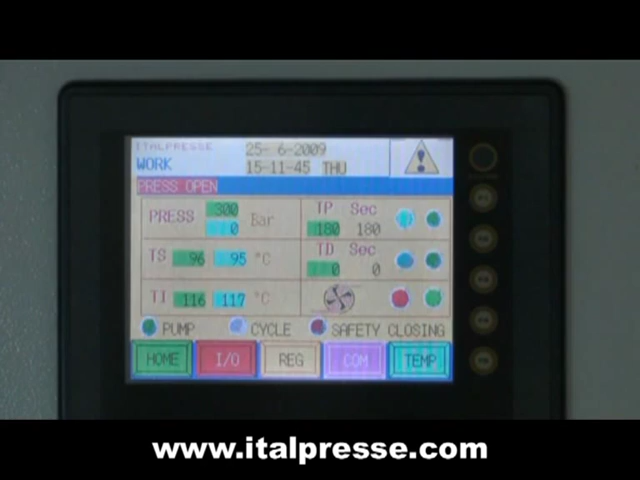 ITALPRESSE 25- 6-2009
WORK 15-11-45 THU
PRESS OPEN
PRESS 300 0 Bar TP Sec 180 180
TS 96 95 °C TD Sec 0 0
TI 116 117 °C
PUMP CYCLE SAFETY CLOSING
HOME I/O REG COM TEMP
www.italpresse.com